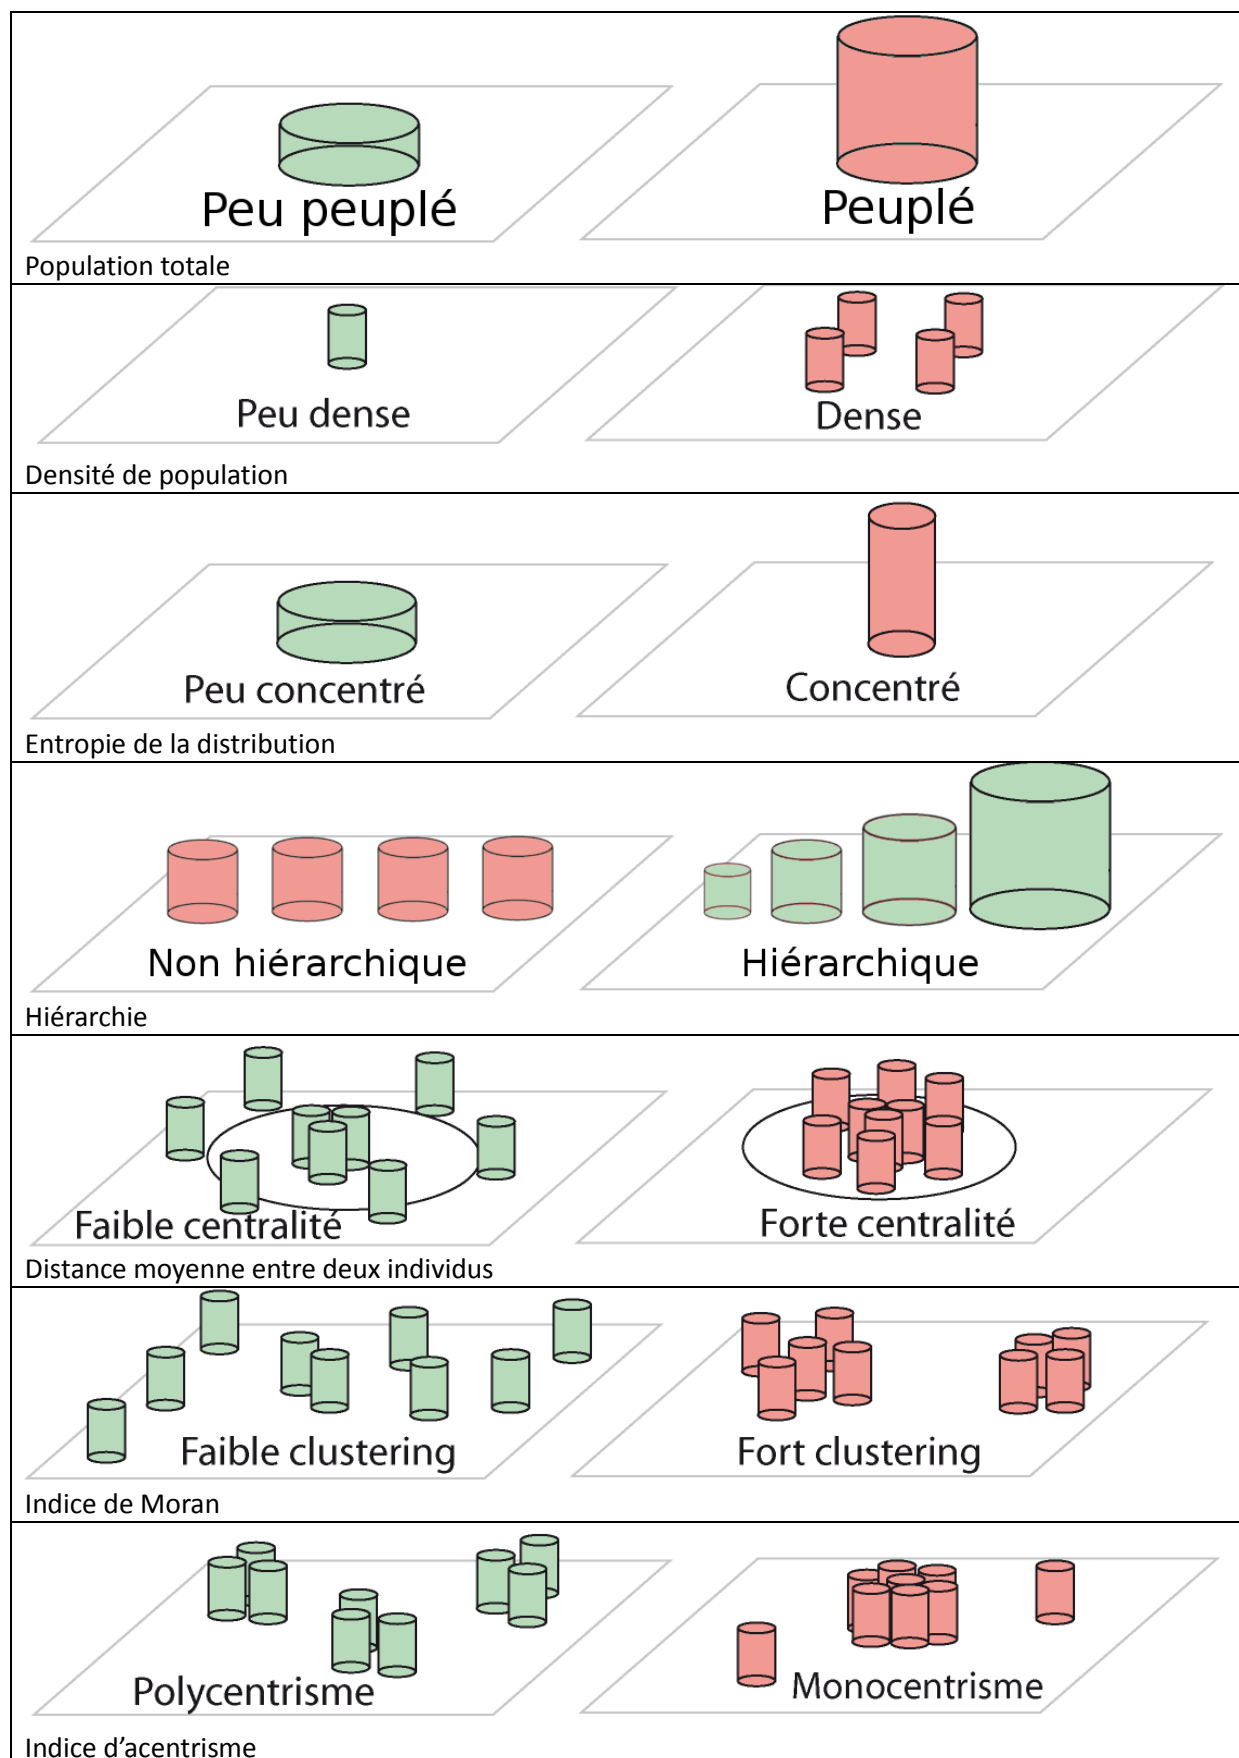 Peu peuplé
Peuplé
Population totale
Peu dense
Dense
Densité de population
Peu concentré
Concentré
Entropie de la distribution
Non hiérarchique
Hiérarchique
Hiérarchie
Faible centralité
Forte centralité
Distance moyenne entre deux individus
Faible clustering
Fort clustering
Indice de Moran
Polycentrisme
Monocentrisme
Indice d’acentrisme